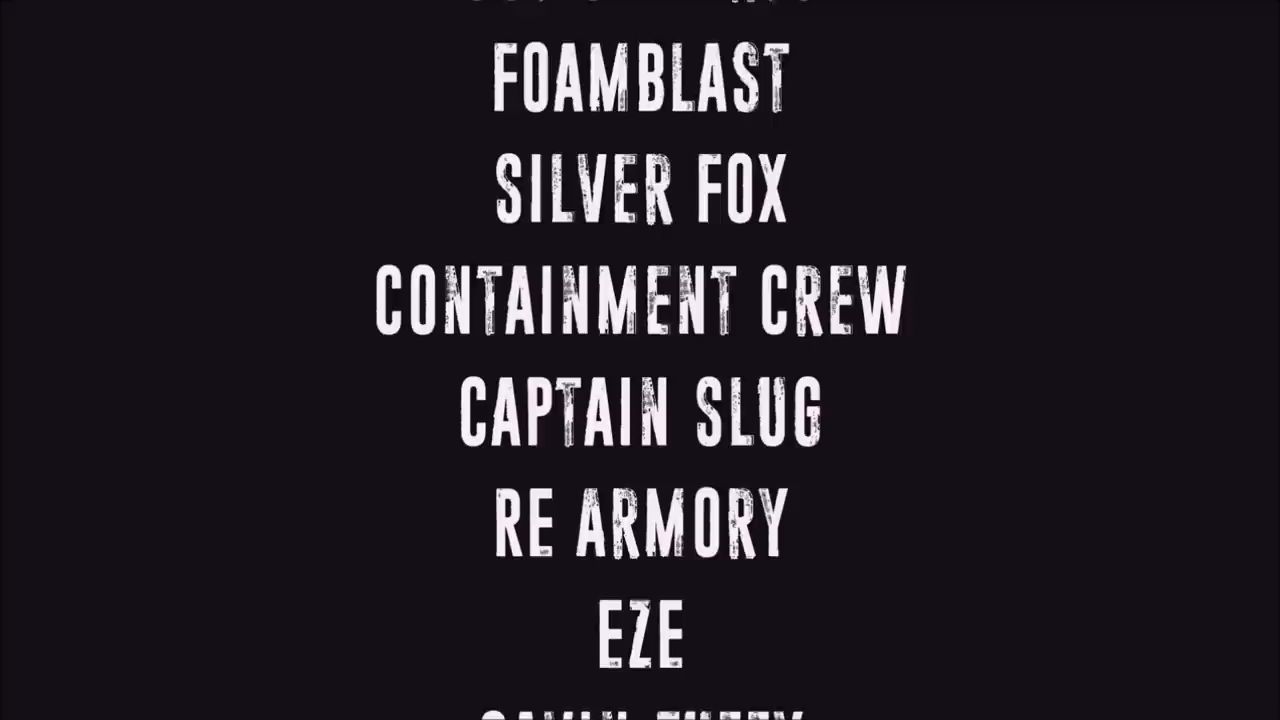 FOAMBLAST
SILVER FOX
CONTAINMENT CREW
CAPTAIN SLUG
RE ARMORY
EZE